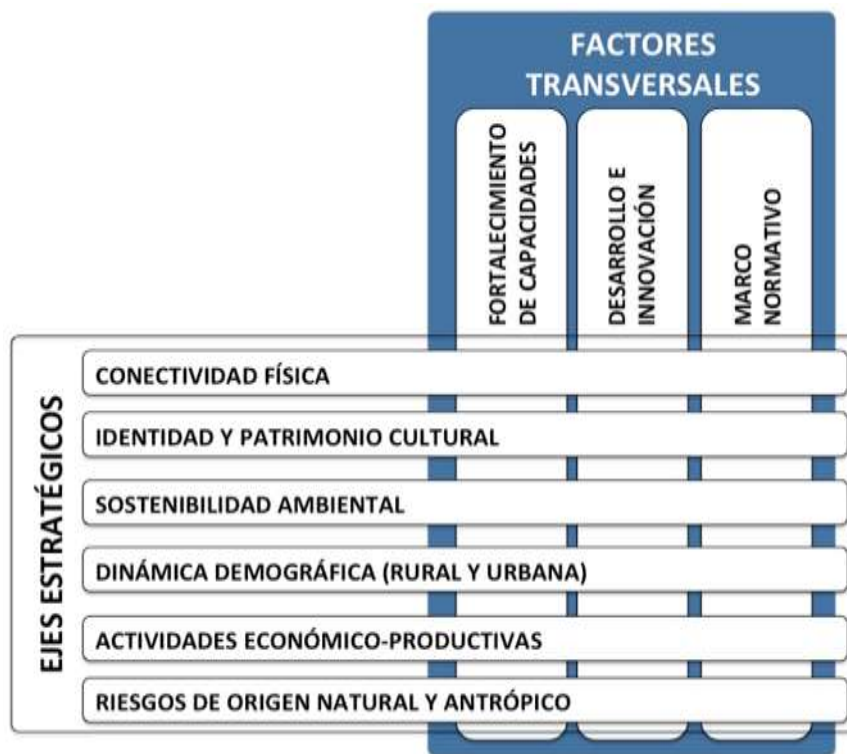 FACTORES
TRANSVERSALES
FORTALECIMIENTO
DE CAPACIDADES
DESARROLLO E
INNOVACIÓN
MARCO
NORMATIVO
EJES ESTRATÉGICOS
CONECTIVIDAD FÍSICA
IDENTIDAD Y PATRIMONIO CULTURAL
SOSTENIBILIDAD AMBIENTAL
DINÁMICA DEMOGRÁFICA (RURAL Y URBANA)
ACTIVIDADES ECONÓMICO-PRODUCTIVAS
RIESGOS DE ORIGEN NATURAL Y ANTRÓPICO